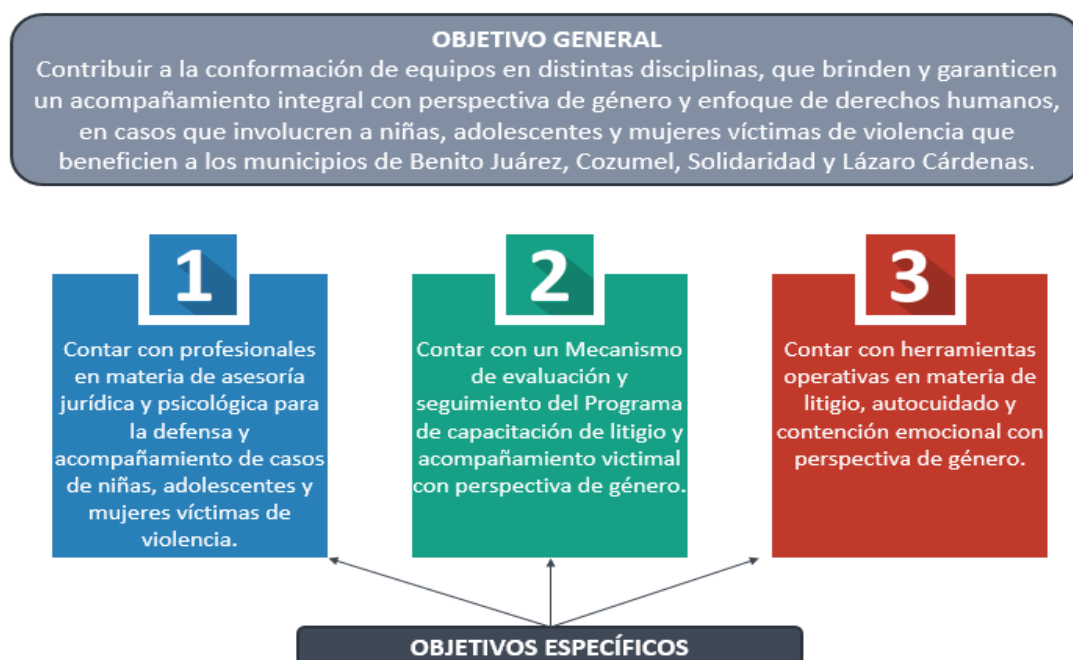 OBJETIVO GENERAL
Contribuir a la conformación de equipos en distintas disciplinas, que brinden y garanticen
un acompañamiento integral con perspectiva de género y enfoque de derechos humanos,
en casos que involucren a niñas, adolescentes y mujeres víctimas de violencia que
beneficien a los municipios de Benito Juárez, Cozumel, Solidaridad y Lázaro Cárdenas.
1
Contar con profesionales
en materia de asesoría
jurídica y psicológica para
la defensa y
acompañamiento de casos
de niñas, adolescentes y
mujeres víctimas de
violencia.
2
Contar con un Mecanismo
de evaluación y
seguimiento del Programa
de capacitación de litigio y
acompañamiento victimal
con perspectiva de género.
3
Contar con herramientas
operativas en materia de
litigio, autocuidado y
contención emocional con
perspectiva de género.
OBJETIVOS ESPECÍFICOS